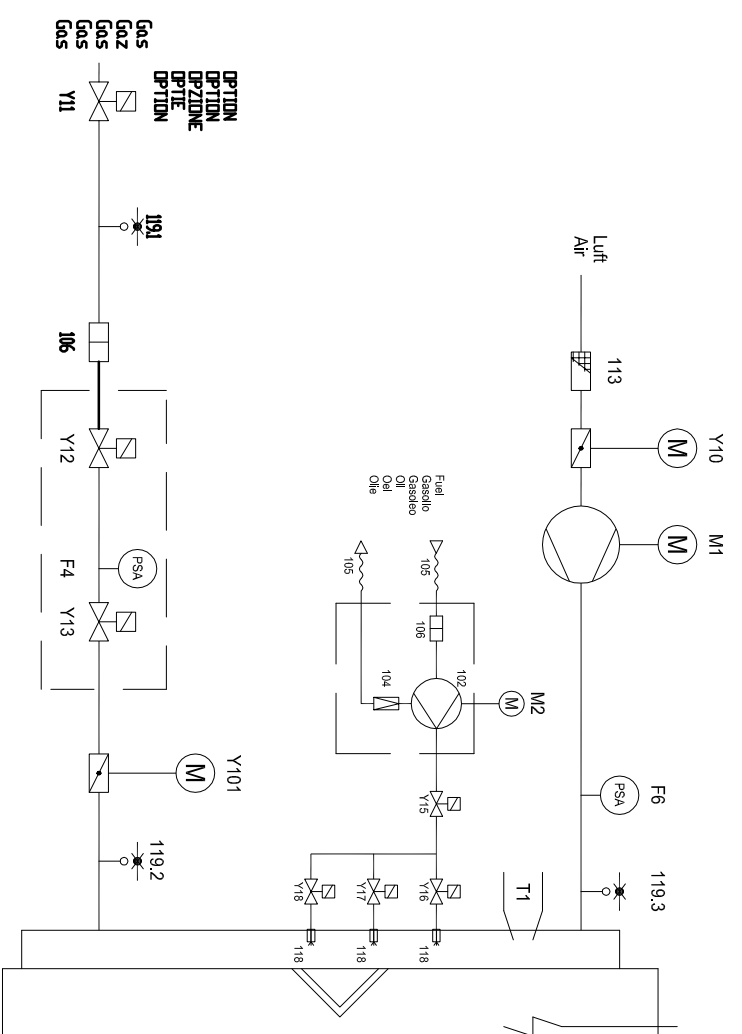 Y10
M1
F6
119.3
M
M
PSA
113
Luft
Air
T1
M2
M
Fuel
Gasolio
Gasoleo
Oil
Oel
Olie
105
106
102
Y15
Y16
118
104
105
Y17
118
Y18
118
OPTION
OPTION
OPZIONE
OPTIE
OPTION
Y101
M
119.1
119.2
PSA
Gas
Gaz
Gas
Gas
Gas
Y11
106
Y12
F4
Y13